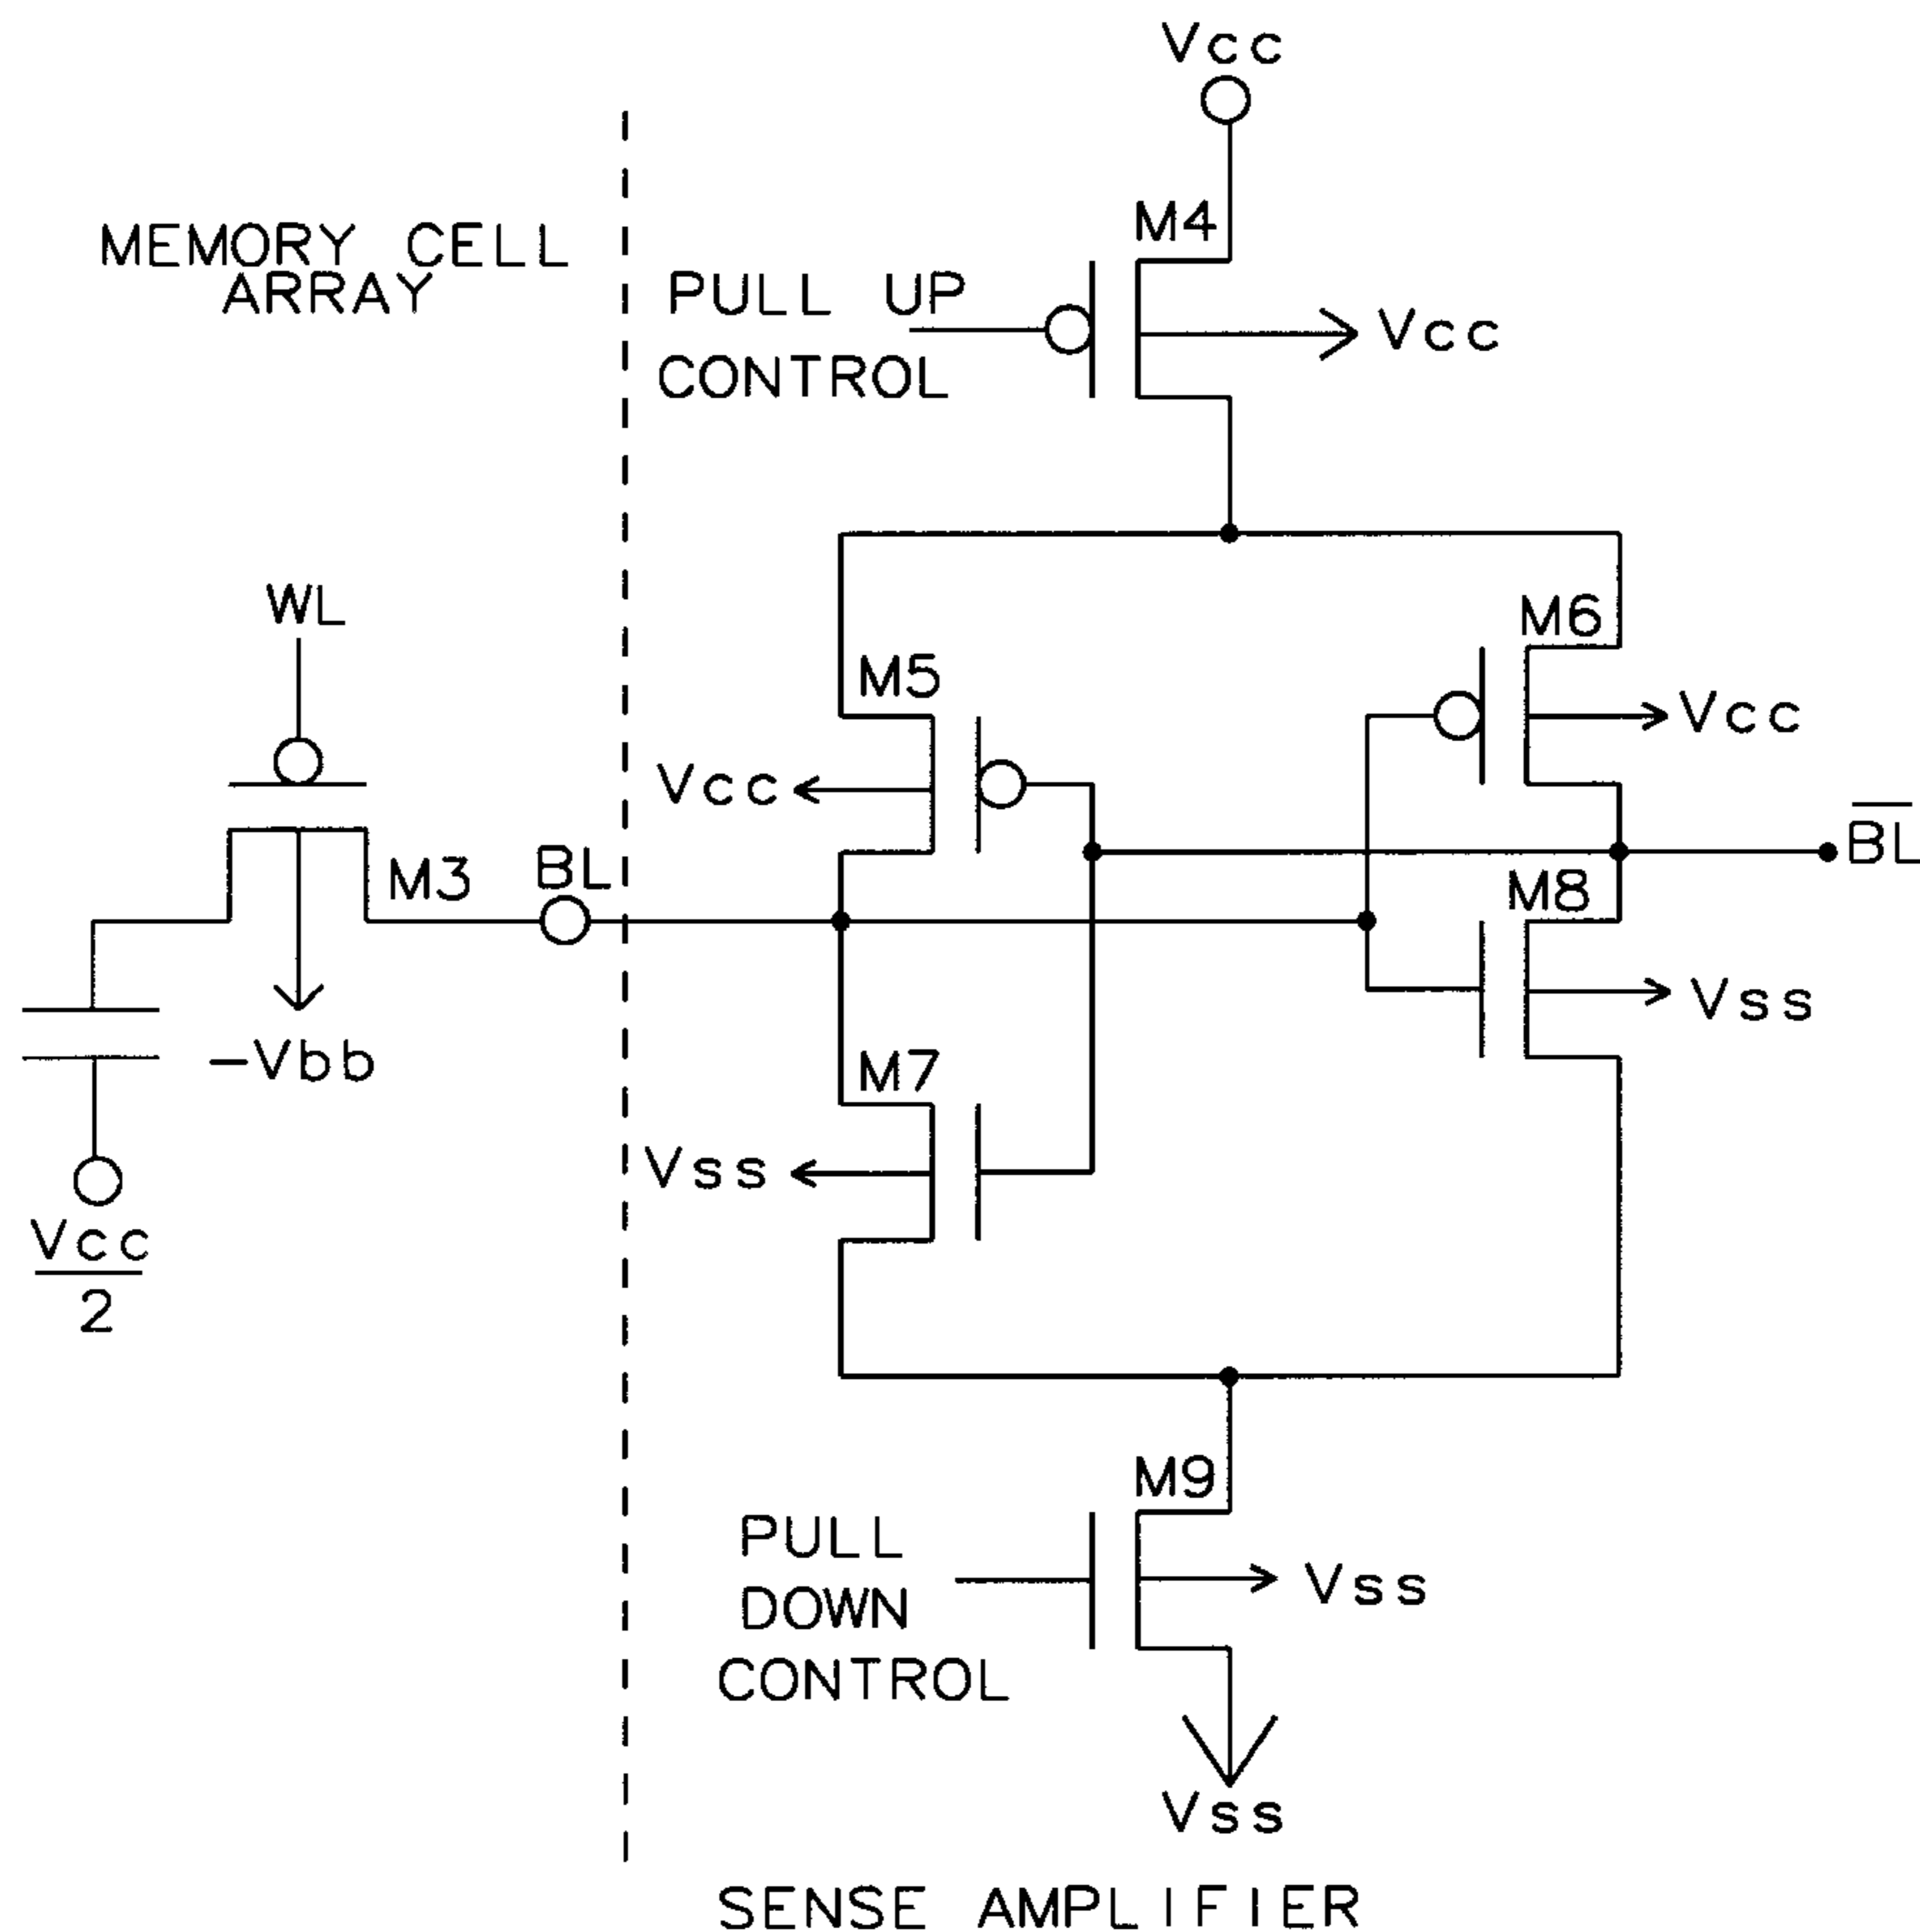 Vcc
M4
MEMORY CELL
ARRAY
PULL UP
CONTROL
Vcc
WL
M5
M6
Vcc
Vcc
M3
BL
B̅L̅
M8
-Vbb
M7
Vss
Vss
Vcc
2
M9
PULL
DOWN
CONTROL
Vss
Vss
SENSE AMPLIFIER